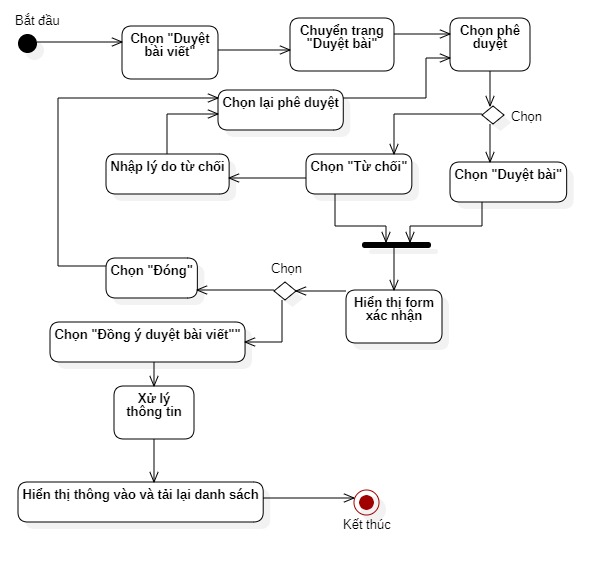 Bắt đầu
Chọn "Duyệt
bài viết"
Chuyển trang
"Duyệt bài"
Chọn phê
duyệt
Chọn lại phê duyệt
Chọn
Nhập lý do từ chối
Chọn "Từ chối"
Chọn "Duyệt bài"
Chọn "Đóng"
Chọn
Hiển thị form
xác nhận
Chọn "Đồng ý duyệt bài viết""
Xử lý
thông tin
Hiển thị thông vào và tải lại danh sách
Kết thúc